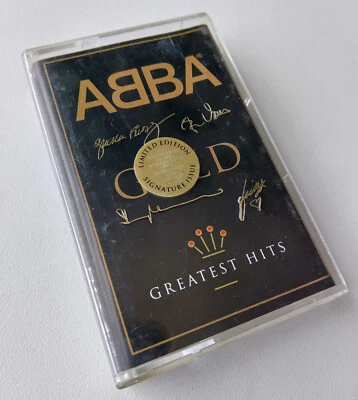 ABBA
LIMITED EDITION
GOLD
SIGNATURE ISSUE
GREATEST HITS